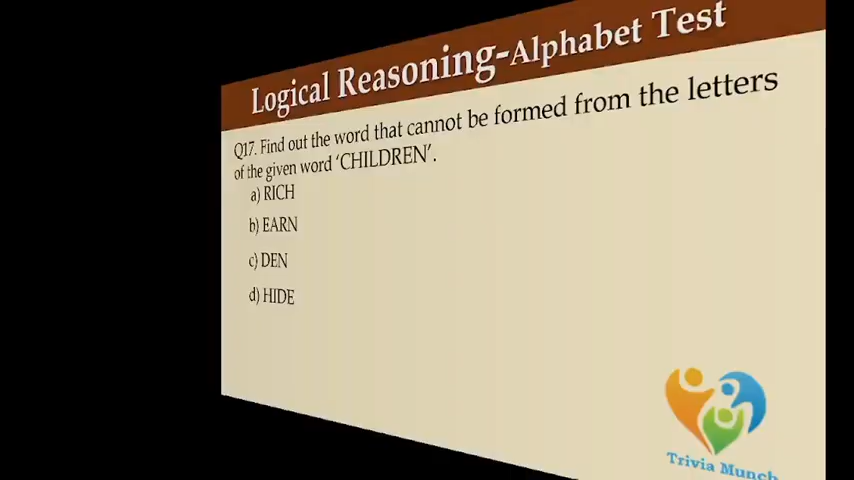 Logical Reasoning-Alphabet Test
Q17. Find out the word that cannot be formed from the letters
of the given word ‘CHILDREN’.
a) RICH
b) EARN
c) DEN
d) HIDE
Trivia Munch